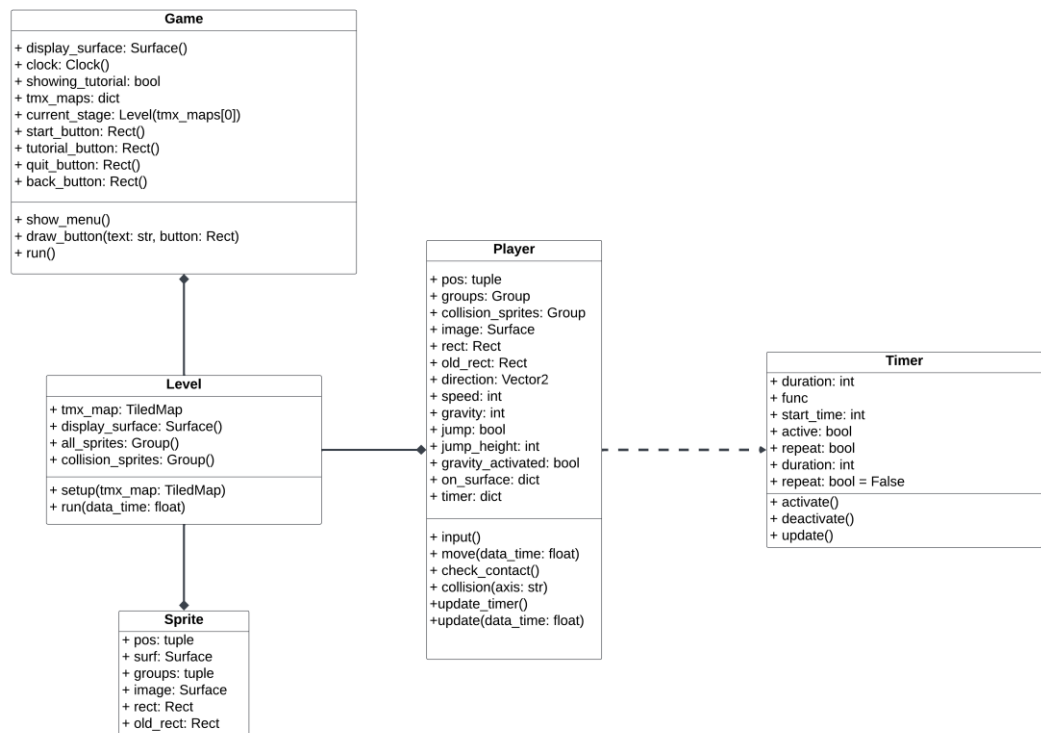 Game
+ display_surface: Surface()
+ clock: Clock()
+ showing_tutorial: bool
+ tmx_maps: dict
+ current_stage: Level(tmx_maps[0])
+ start_button: Rect()
+ tutorial_button: Rect()
+ quit_button: Rect()
+ back_button: Rect()
+ show_menu()
+ draw_button(text: str, button: Rect)
+ run()
Level
+ tmx_map: TiledMap
+ display_surface: Surface()
+ all_sprites: Group()
+ collision_sprites: Group()
+ setup(tmx_map: TiledMap)
+ run(data_time: float)
Sprite
+ pos: tuple
+ surf: Surface
+ groups: tuple
+ image: Surface
+ rect: Rect
+ old_rect: Rect
Player
+ pos: tuple
+ groups: Group
+ collision_sprites: Group
+ image: Surface
+ rect: Rect
+ old_rect: Rect
+ direction: Vector2
+ speed: int
+ gravity: int
+ jump: bool
+ jump_height: int
+ gravity_activated: bool
+ on_surface: dict
+ timer: dict
+ input()
+ move(data_time: float)
+ check_contact()
+ collision(axis: str)
+update_timer()
+update(data_time: float)
Timer
+ duration: int
+ func
+ start_time: int
+ active: bool
+ repeat: bool
+ duration: int
+ repeat: bool = False
+ activate()
+ deactivate()
+ update()